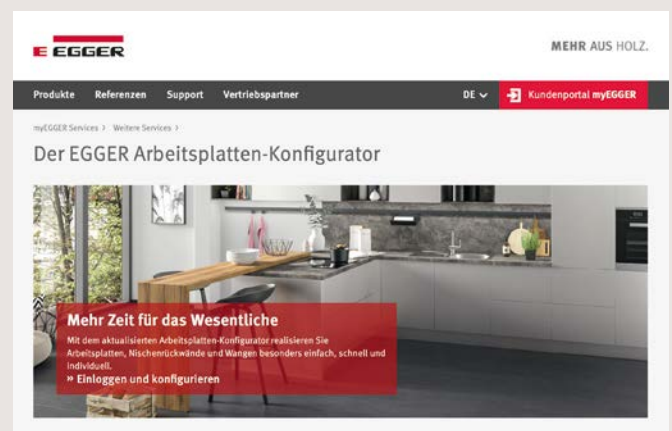 E EGGER
MEHR AUS HOLZ.
Produkte Referenzen Support Vertriebspartner DE Kundenportal myEGGER
myEGGER Services > Weitere Services >
Der EGGER Arbeitsplatten-Konfigurator
Mehr Zeit für das Wesentliche
Mit dem aktualisierten Arbeitsplatten-Konfigurator realisieren Sie
Arbeitsplatten, Nischenrückwände und Wangen besonders einfach, schnell und
individuell.
» Einloggen und konfigurieren